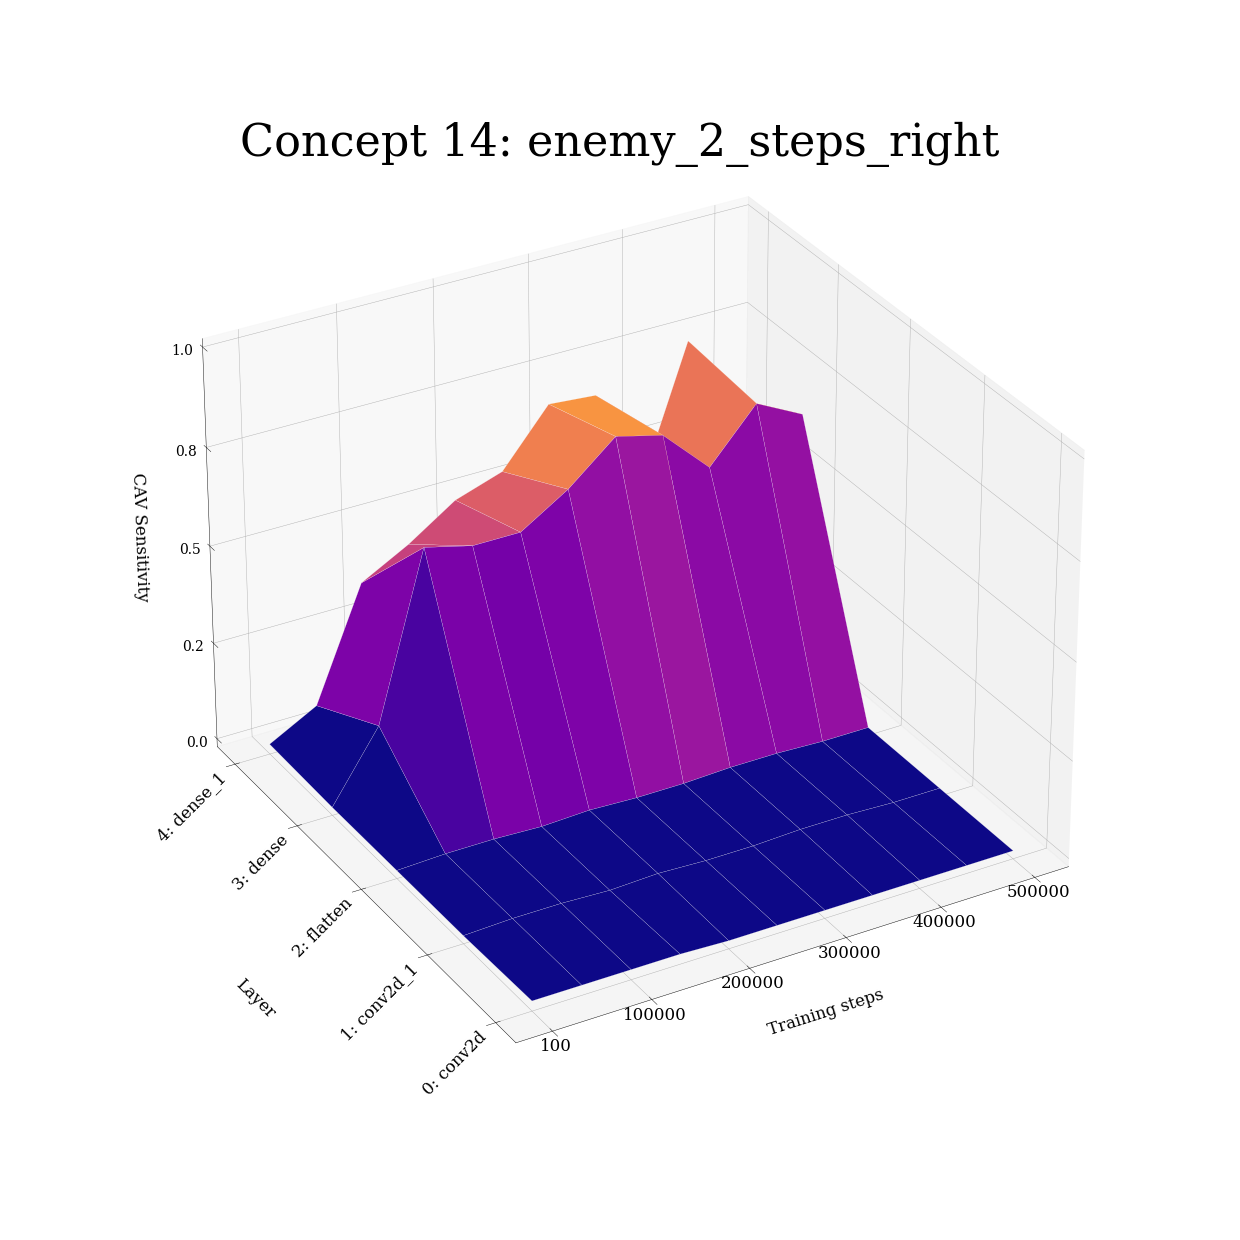 Concept 14: enemy_2_steps_right
1.0
0.8
0.5
0.2
0.0
CAV Sensitivity
4: dense_1
3: dense
2: flatten
1: conv2d_1
0: conv2d
Layer
100
100000
200000
300000
400000
500000
Training steps